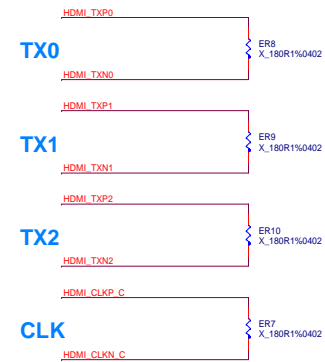 HDMI_TXP0
TX0
ER8
X_180R1%0402
HDMI_TXN0
HDMI_TXP1
TX1
ER9
X_180R1%0402
HDMI_TXN1
HDMI_TXP2
TX2
ER10
X_180R1%0402
HDMI_TXN2
HDMI_CLKP_C
CLK
ER7
X_180R1%0402
HDMI_CLKN_C